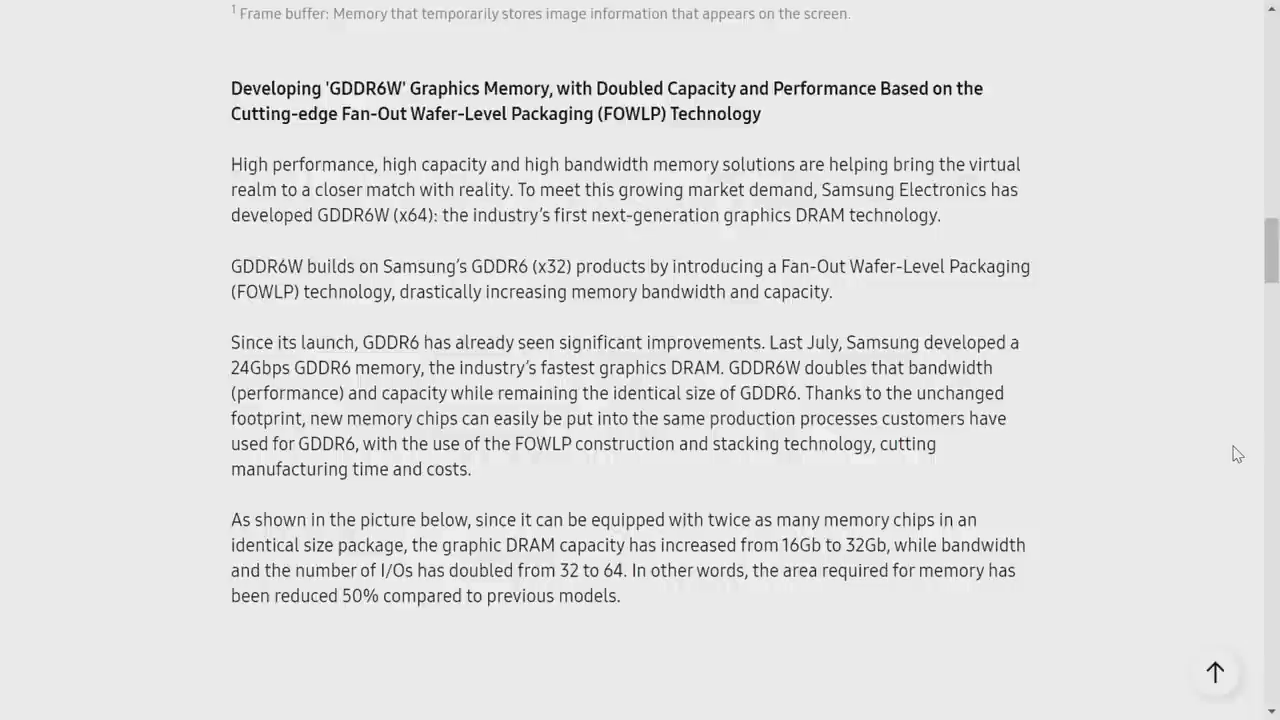 1 Frame buffer: Memory that temporarily stores image information that appears on the screen.
Developing 'GDDR6W' Graphics Memory, with Doubled Capacity and Performance Based on the
Cutting-edge Fan-Out Wafer-Level Packaging (FOWLP) Technology
High performance, high capacity and high bandwidth memory solutions are helping bring the virtual
realm to a closer match with reality. To meet this growing market demand, Samsung Electronics has
developed GDDR6W (x64): the industry’s first next-generation graphics DRAM technology.
GDDR6W builds on Samsung’s GDDR6 (x32) products by introducing a Fan-Out Wafer-Level Packaging
(FOWLP) technology, drastically increasing memory bandwidth and capacity.
Since its launch, GDDR6 has already seen significant improvements. Last July, Samsung developed a
24Gbps GDDR6 memory, the industry’s fastest graphics DRAM. GDDR6W doubles that bandwidth
(performance) and capacity while remaining the identical size of GDDR6. Thanks to the unchanged
footprint, new memory chips can easily be put into the same production processes customers have
used for GDDR6, with the use of the FOWLP construction and stacking technology, cutting
manufacturing time and costs.
As shown in the picture below, since it can be equipped with twice as many memory chips in an
identical size package, the graphic DRAM capacity has increased from 16Gb to 32Gb, while bandwidth
and the number of I/Os has doubled from 32 to 64. In other words, the area required for memory has
been reduced 50% compared to previous models.